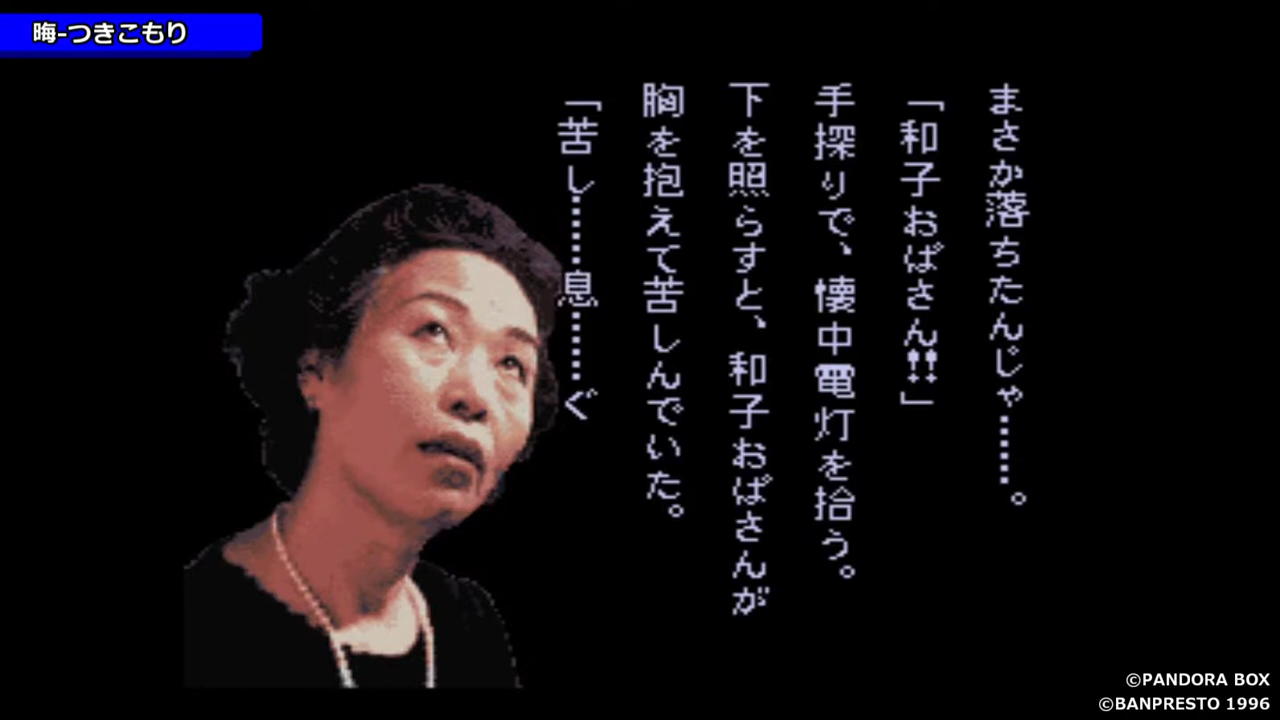 晦-つきこもり
まさか落ちたんじゃ……。
「和子おばさん!!」
手探りで、懐中電灯を拾う。
下を照らすと、和子おばさんが
胸を抱えて苦しんでいた。
「苦し……息……ぐ
©PANDORA BOX
©BANPRESTO 1996